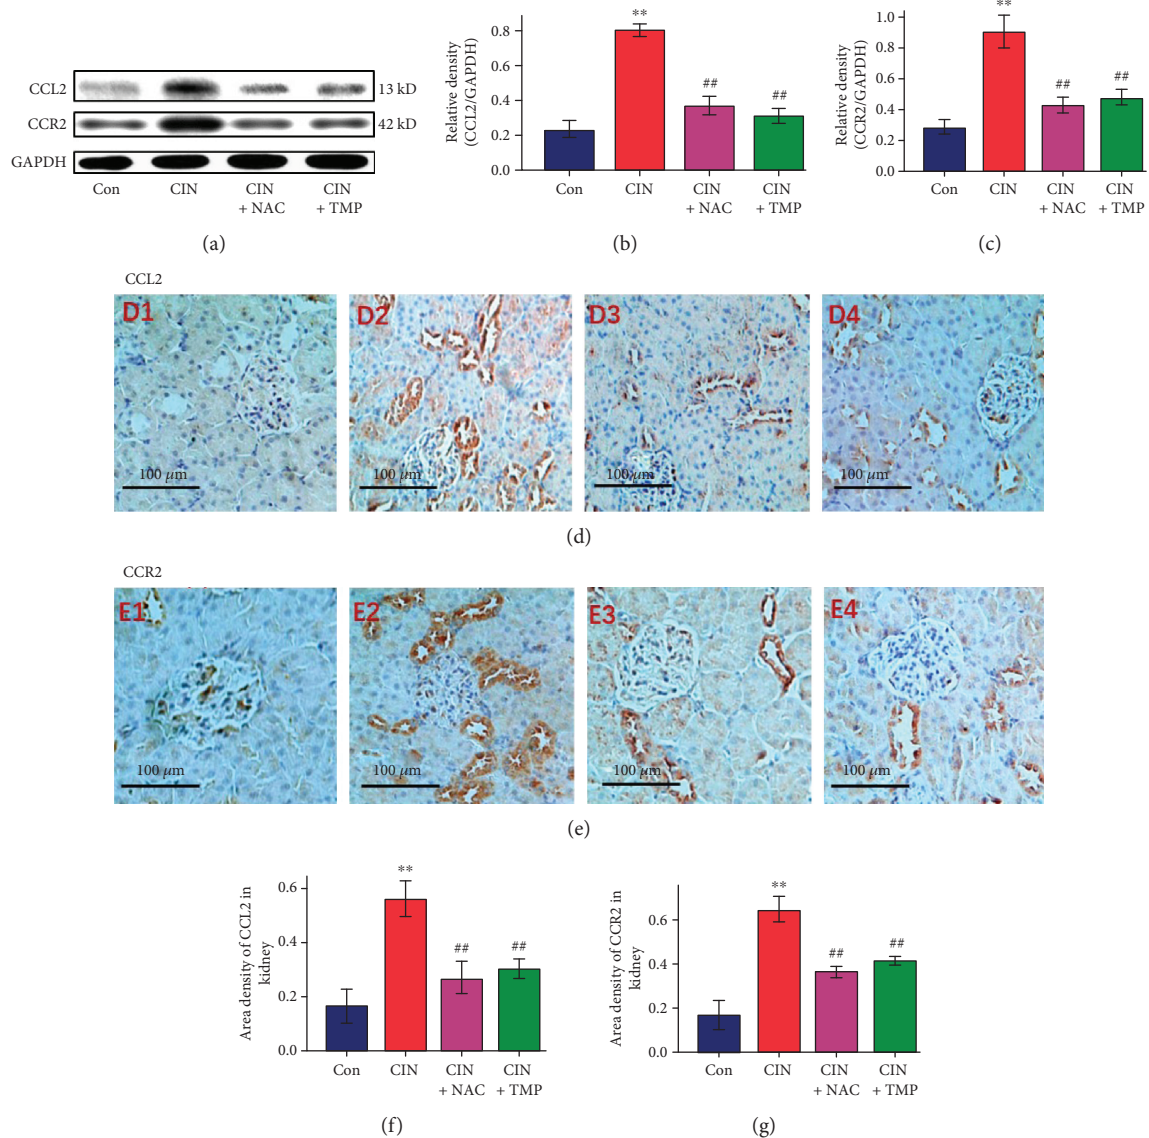 CCL2
13 kD
CCR2
42 kD
GAPDH
Con
CIN
CIN
+ NAC
CIN
+ TMP
(a)
Relative density
(CCL2/GAPDH)
0.8
0.6
0.4
0.2
0.0
**
##
##
Con
CIN
CIN
+ NAC
CIN
+ TMP
(b)
Relative density
(CCR2/GAPDH)
1.0
0.8
0.6
0.4
0.2
0.0
**
##
##
Con
CIN
CIN
+ NAC
CIN
+ TMP
(c)
CCL2
D1
D2
D3
D4
100 μm
100 μm
100 μm
100 μm
(d)
CCR2
E1
E2
E3
E4
100 μm
100 μm
100 μm
100 μm
(e)
Area density of CCL2 in
kidney
0.6
0.4
0.2
0.0
**
##
##
Con
CIN
CIN
+ NAC
CIN
+ TMP
(f)
Area density of CCR2 in
kidney
0.6
0.4
0.2
0.0
**
##
##
Con
CIN
CIN
+ NAC
CIN
+ TMP
(g)